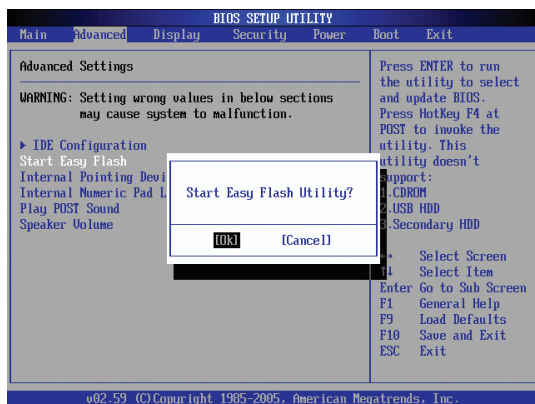 BIOS SETUP UTILITY
Main Advanced Display Security Power Boot Exit
Advanced Settings
WARNING: Setting wrong values in below sections
may cause system to malfunction.
▶ IDE Configuration
Start Easy Flash
Internal Pointing Devi
Internal Numeric Pad L
Play POST Sound
Speaker Volume
Start Easy Flash Utility?
[Ok] [Cancel]
Press ENTER to run
the utility to select
and update BIOS.
Press HotKey F4 at
POST to invoke the
utility. This
utility doesn't
support:
1.CDROM
2.USB HDD
3.Secondary HDD
↔ Select Screen
↑↓ Select Item
Enter Go to Sub Screen
F1 General Help
F9 Load Defaults
F10 Save and Exit
ESC Exit
v02.59 (C)Copyright 1985-2005, American Megatrends, Inc.